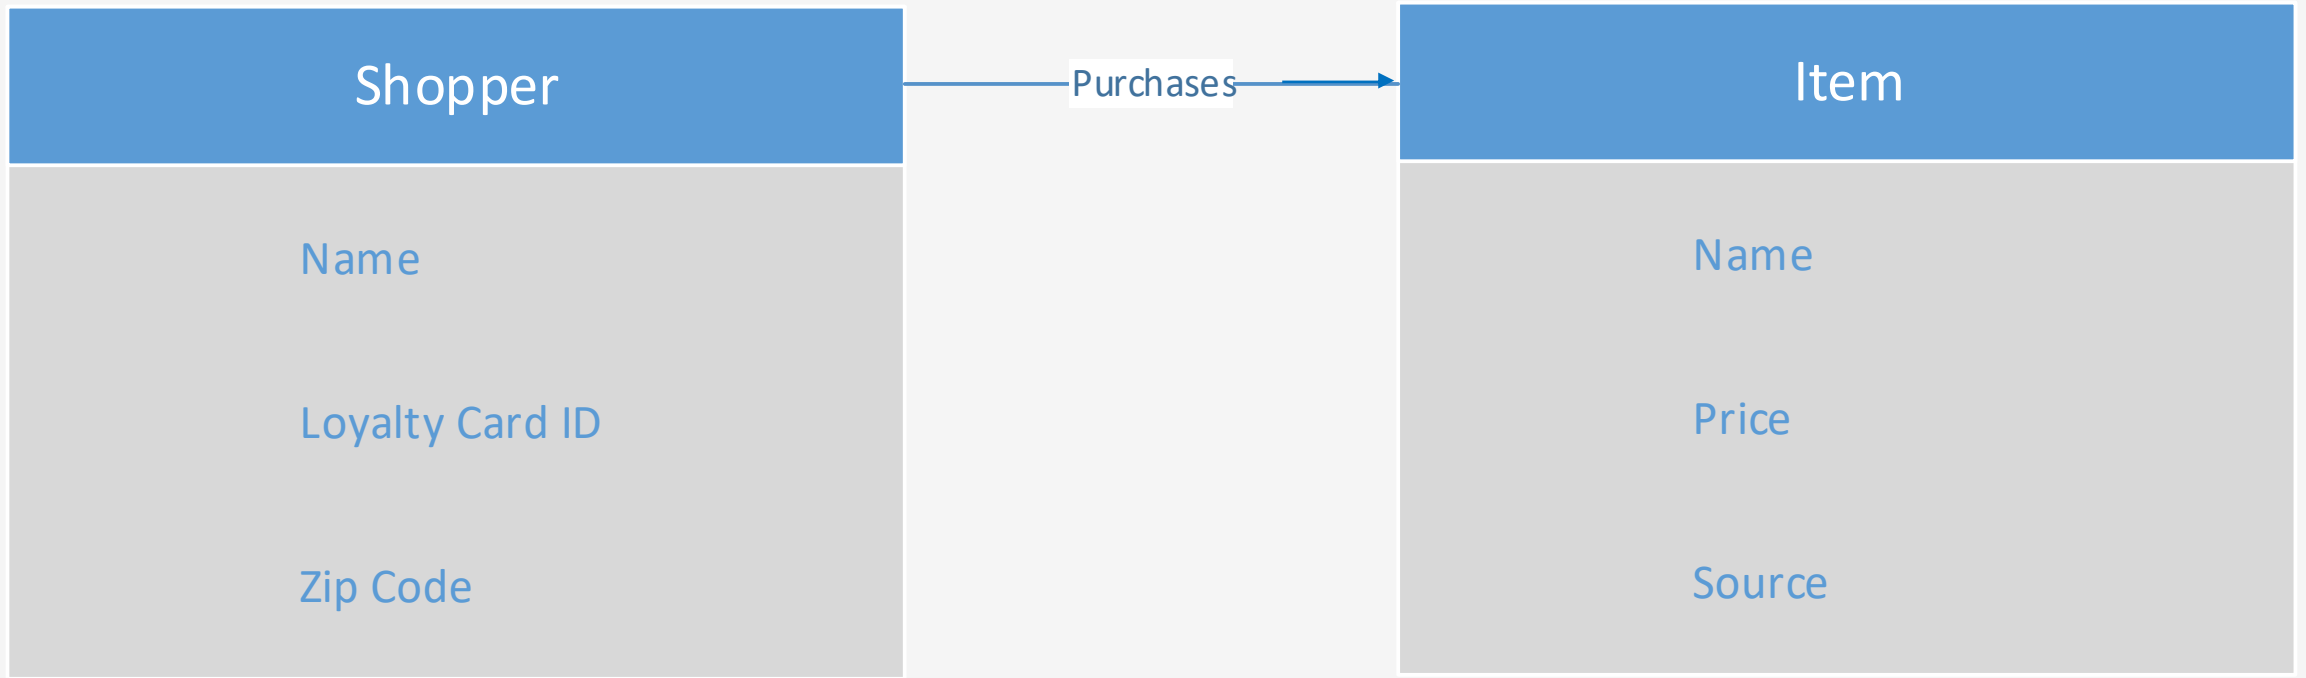 Shopper
Name
Loyalty Card ID
Zip Code
Purchases
Item
Name
Price
Source